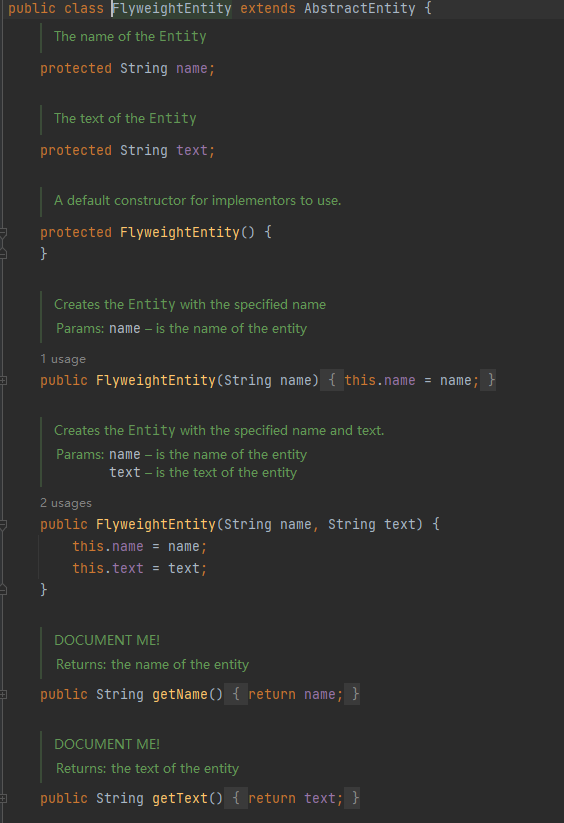 public class FlyweightEntity extends AbstractEntity {
The name of the Entity
protected String name;
The text of the Entity
protected String text;
A default constructor for implementors to use.
protected FlyweightEntity() {
}
Creates the Entity with the specified name
Params: name – is the name of the entity
1 usage
public FlyweightEntity(String name) { this.name = name; }
Creates the Entity with the specified name and text.
Params: name – is the name of the entity
text – is the text of the entity
2 usages
public FlyweightEntity(String name, String text) {
this.name = name;
this.text = text;
}
DOCUMENT ME!
Returns: the name of the entity
public String getName() { return name; }
DOCUMENT ME!
Returns: the text of the entity
public String getText() { return text; }